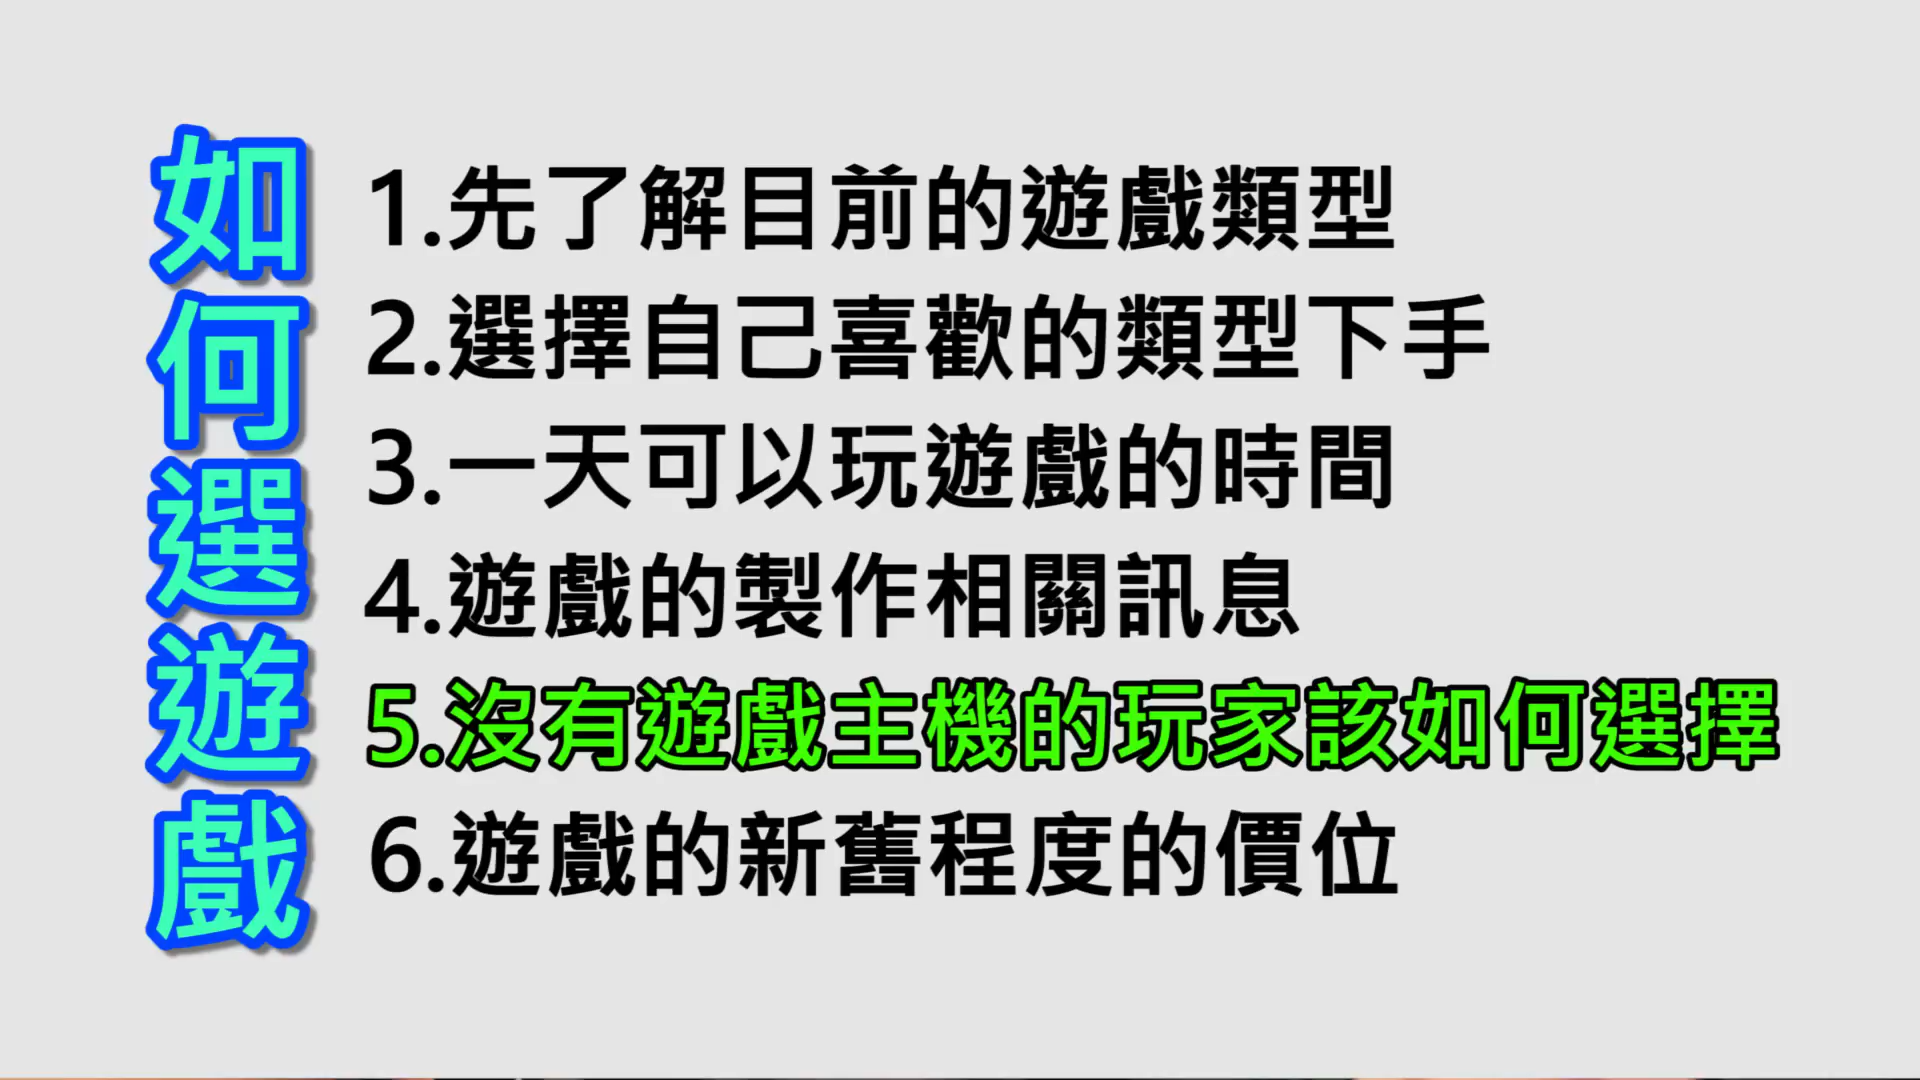 如何選遊戲
1.先了解目前的遊戲類型
2.選擇自己喜歡的類型下手
3.一天可以玩遊戲的時間
4.遊戲的製作相關訊息
5.沒有遊戲主機的玩家該如何選擇
6.遊戲的新舊程度的價位